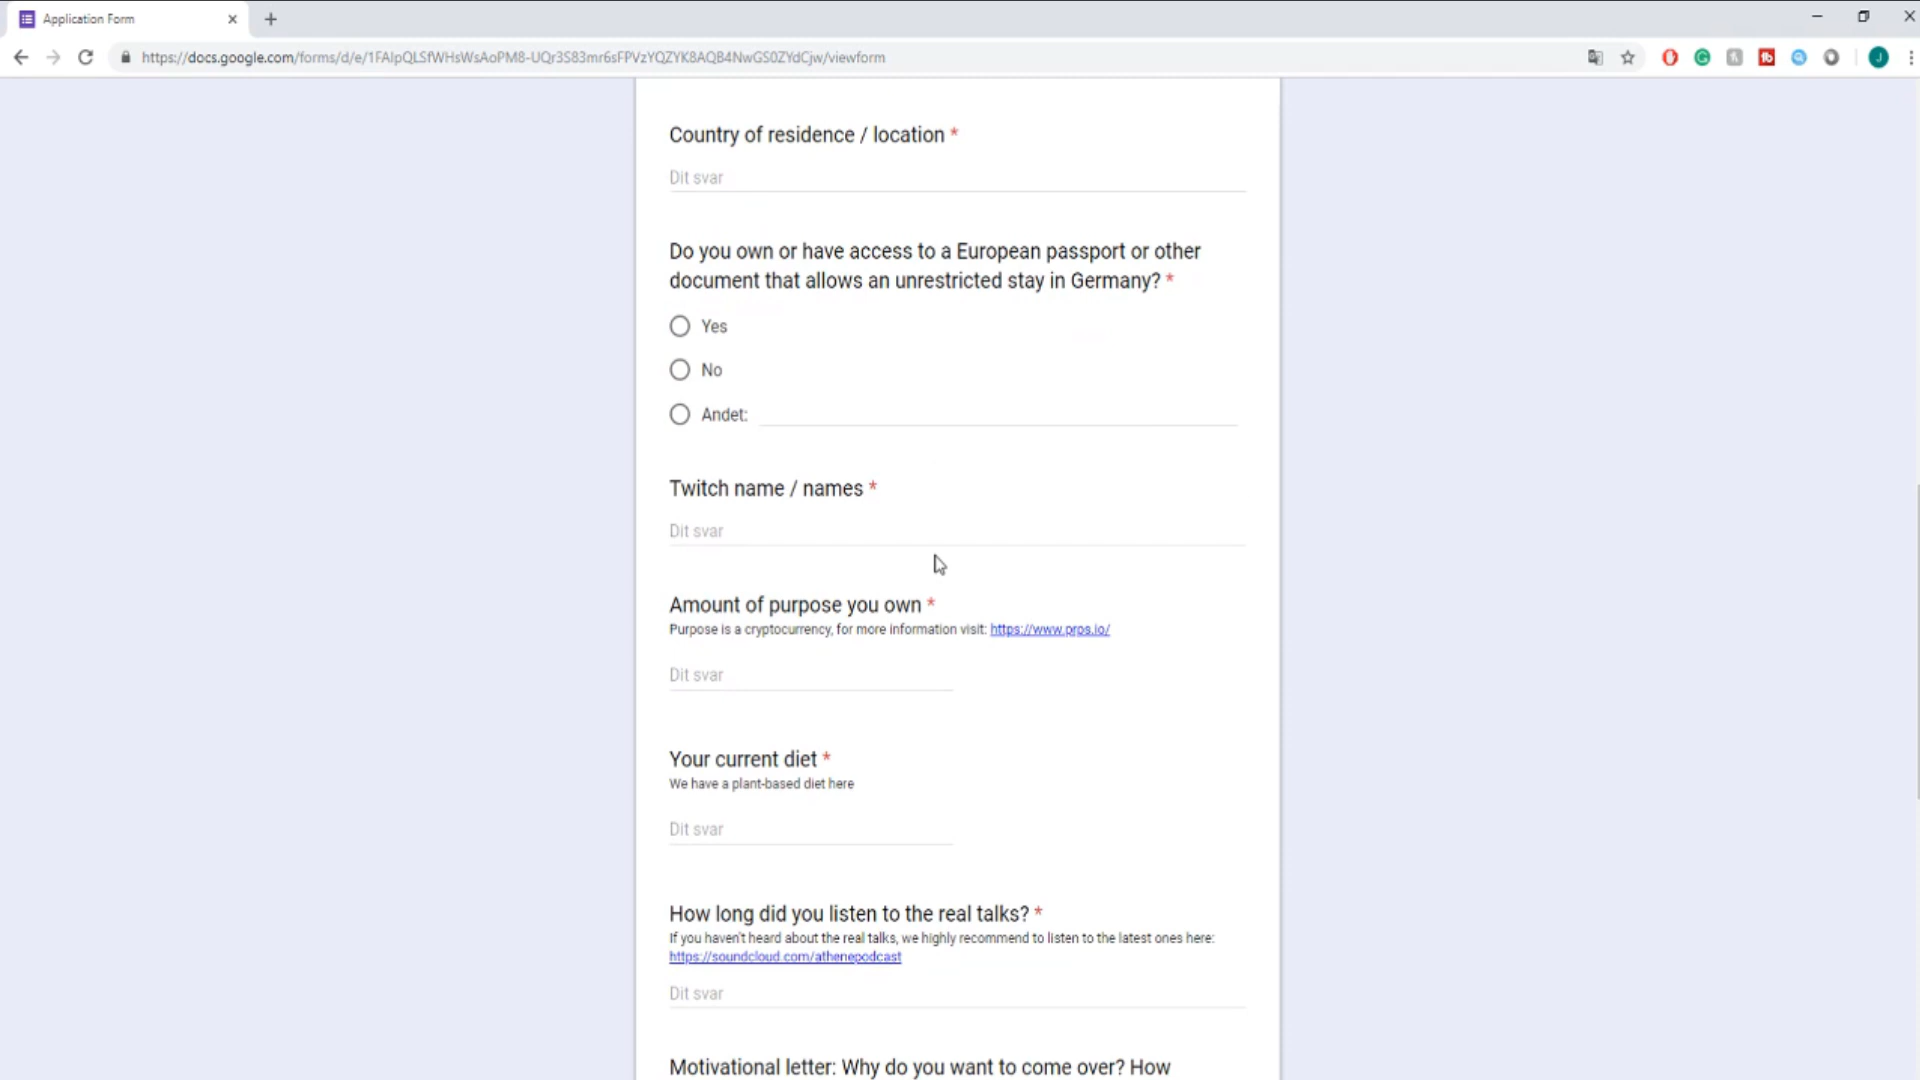 Application Form
https://docs.google.com/forms/d/e/1FAIpQLSfWHsWsAoPM8-UQr3S83mr6sFPVzYQZYK8AQB4NwGS0ZYdCjw/viewform
Country of residence / location *
Dit svar
Do you own or have access to a European passport or other
document that allows an unrestricted stay in Germany? *
Yes
No
Andet:
Twitch name / names *
Dit svar
Amount of purpose you own *
Purpose is a cryptocurrency, for more information visit: https://www.prps.io/
Dit svar
Your current diet *
We have a plant-based diet here
Dit svar
How long did you listen to the real talks? *
If you haven't heard about the real talks, we highly recommend to listen to the latest ones here:
https://soundcloud.com/athenepodcast
Dit svar
Motivational letter: Why do you want to come over? How